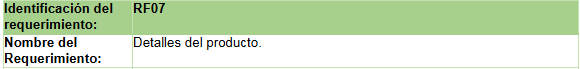 Identificación del RF07
requerimiento:
Nombre del Detalles del producto.
Requerimiento: